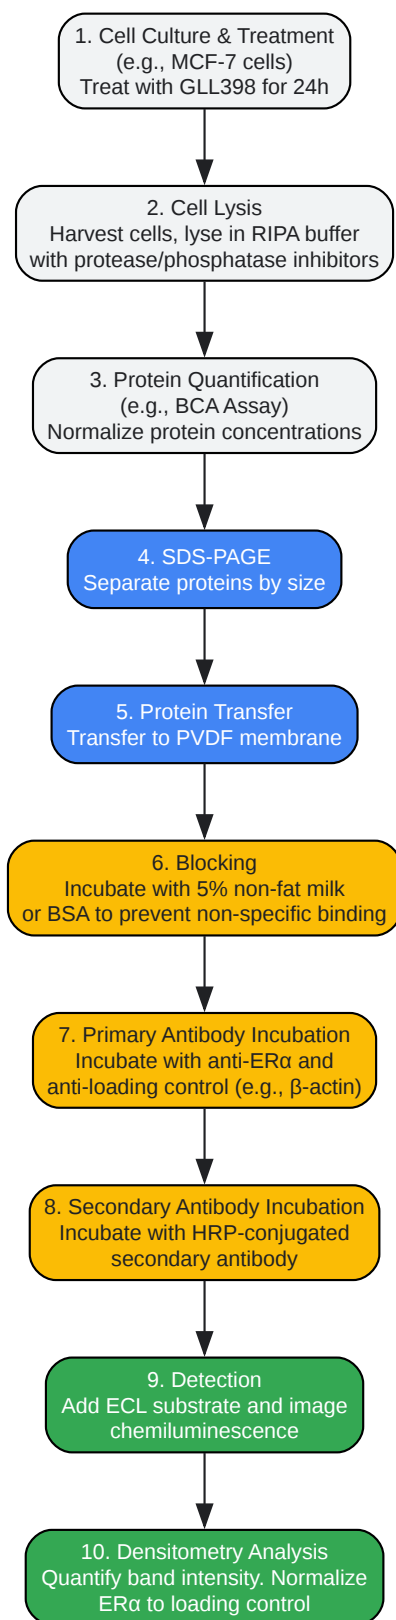 1. Cell Culture & Treatment
(e.g., MCF-7 cells)
Treat with GLL398 for 24h
2. Cell Lysis
Harvest cells, lyse in RIPA buffer
with protease/phosphatase inhibitors
3. Protein Quantification
(e.g., BCA Assay)
Normalize protein concentrations
4. SDS-PAGE
Separate proteins by size
5. Protein Transfer
Transfer to PVDF membrane
6. Blocking
Incubate with 5% non-fat milk
or BSA to prevent non-specific binding
7. Primary Antibody Incubation
Incubate with anti-ERα and
anti-loading control (e.g., β-actin)
8. Secondary Antibody Incubation
Incubate with HRP-conjugated
secondary antibody
9. Detection
Add ECL substrate and image
chemiluminescence
10. Densitometry Analysis
Quantify band intensity. Normalize
ERα to loading control